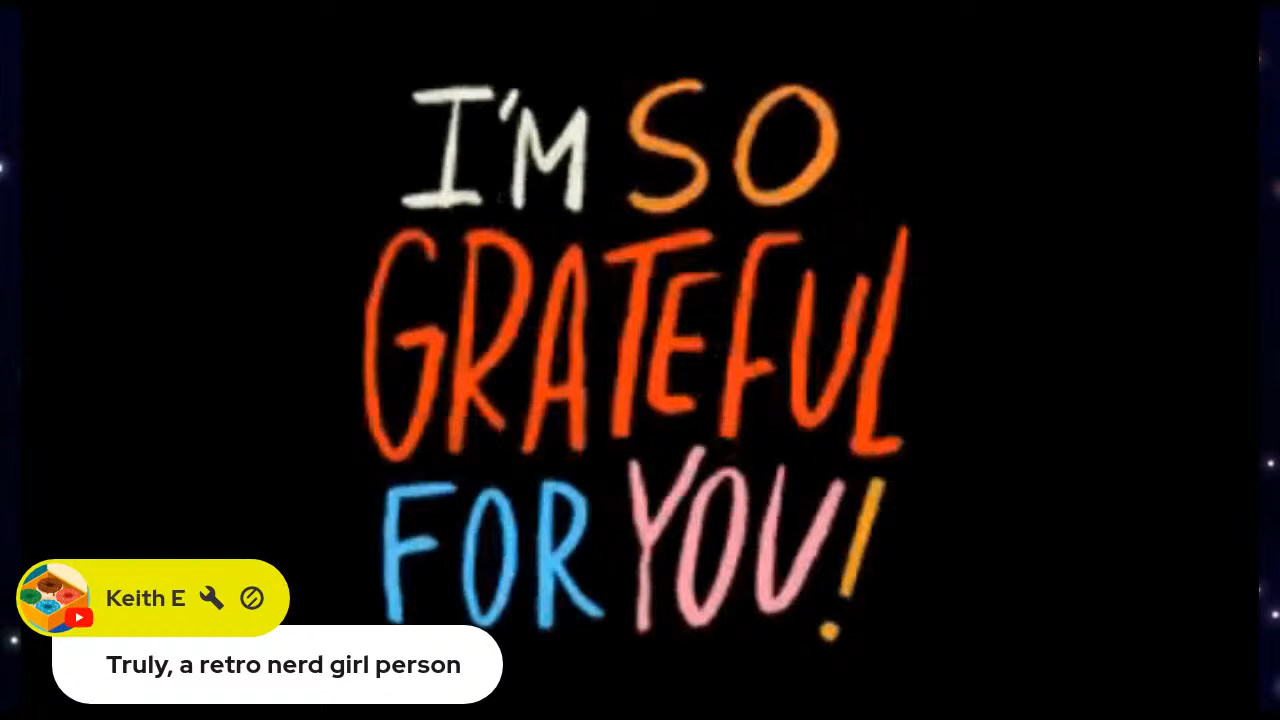 I'M SO
GRATEFUL
FOR YOU!
Keith E
Truly, a retro nerd girl person